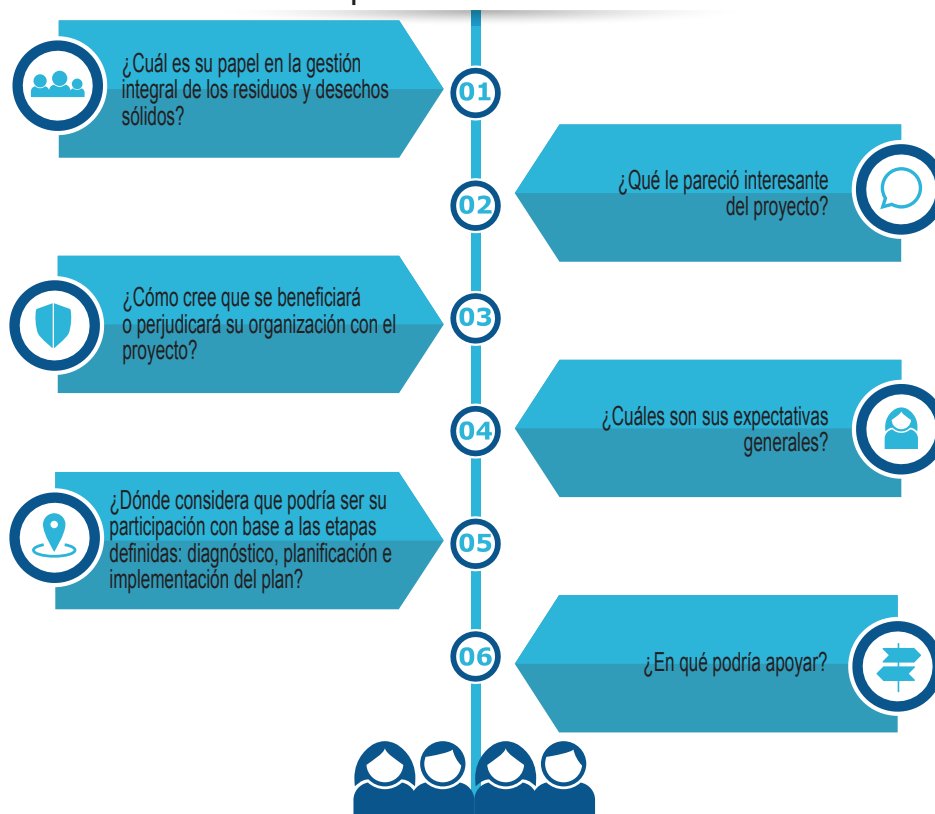 ¿Cuál es su papel en la gestión
integral de los residuos y desechos
sólidos?
01
¿Qué le pareció interesante
del proyecto?
02
¿Cómo cree que se beneficiará
o perjudicará su organización con el
proyecto?
03
¿Cuáles son sus expectativas
generales?
04
¿Dónde considera que podría ser su
participación con base a las etapas
definidas: diagnóstico, planificación e
implementación del plan?
05
¿En qué podría apoyar?
06